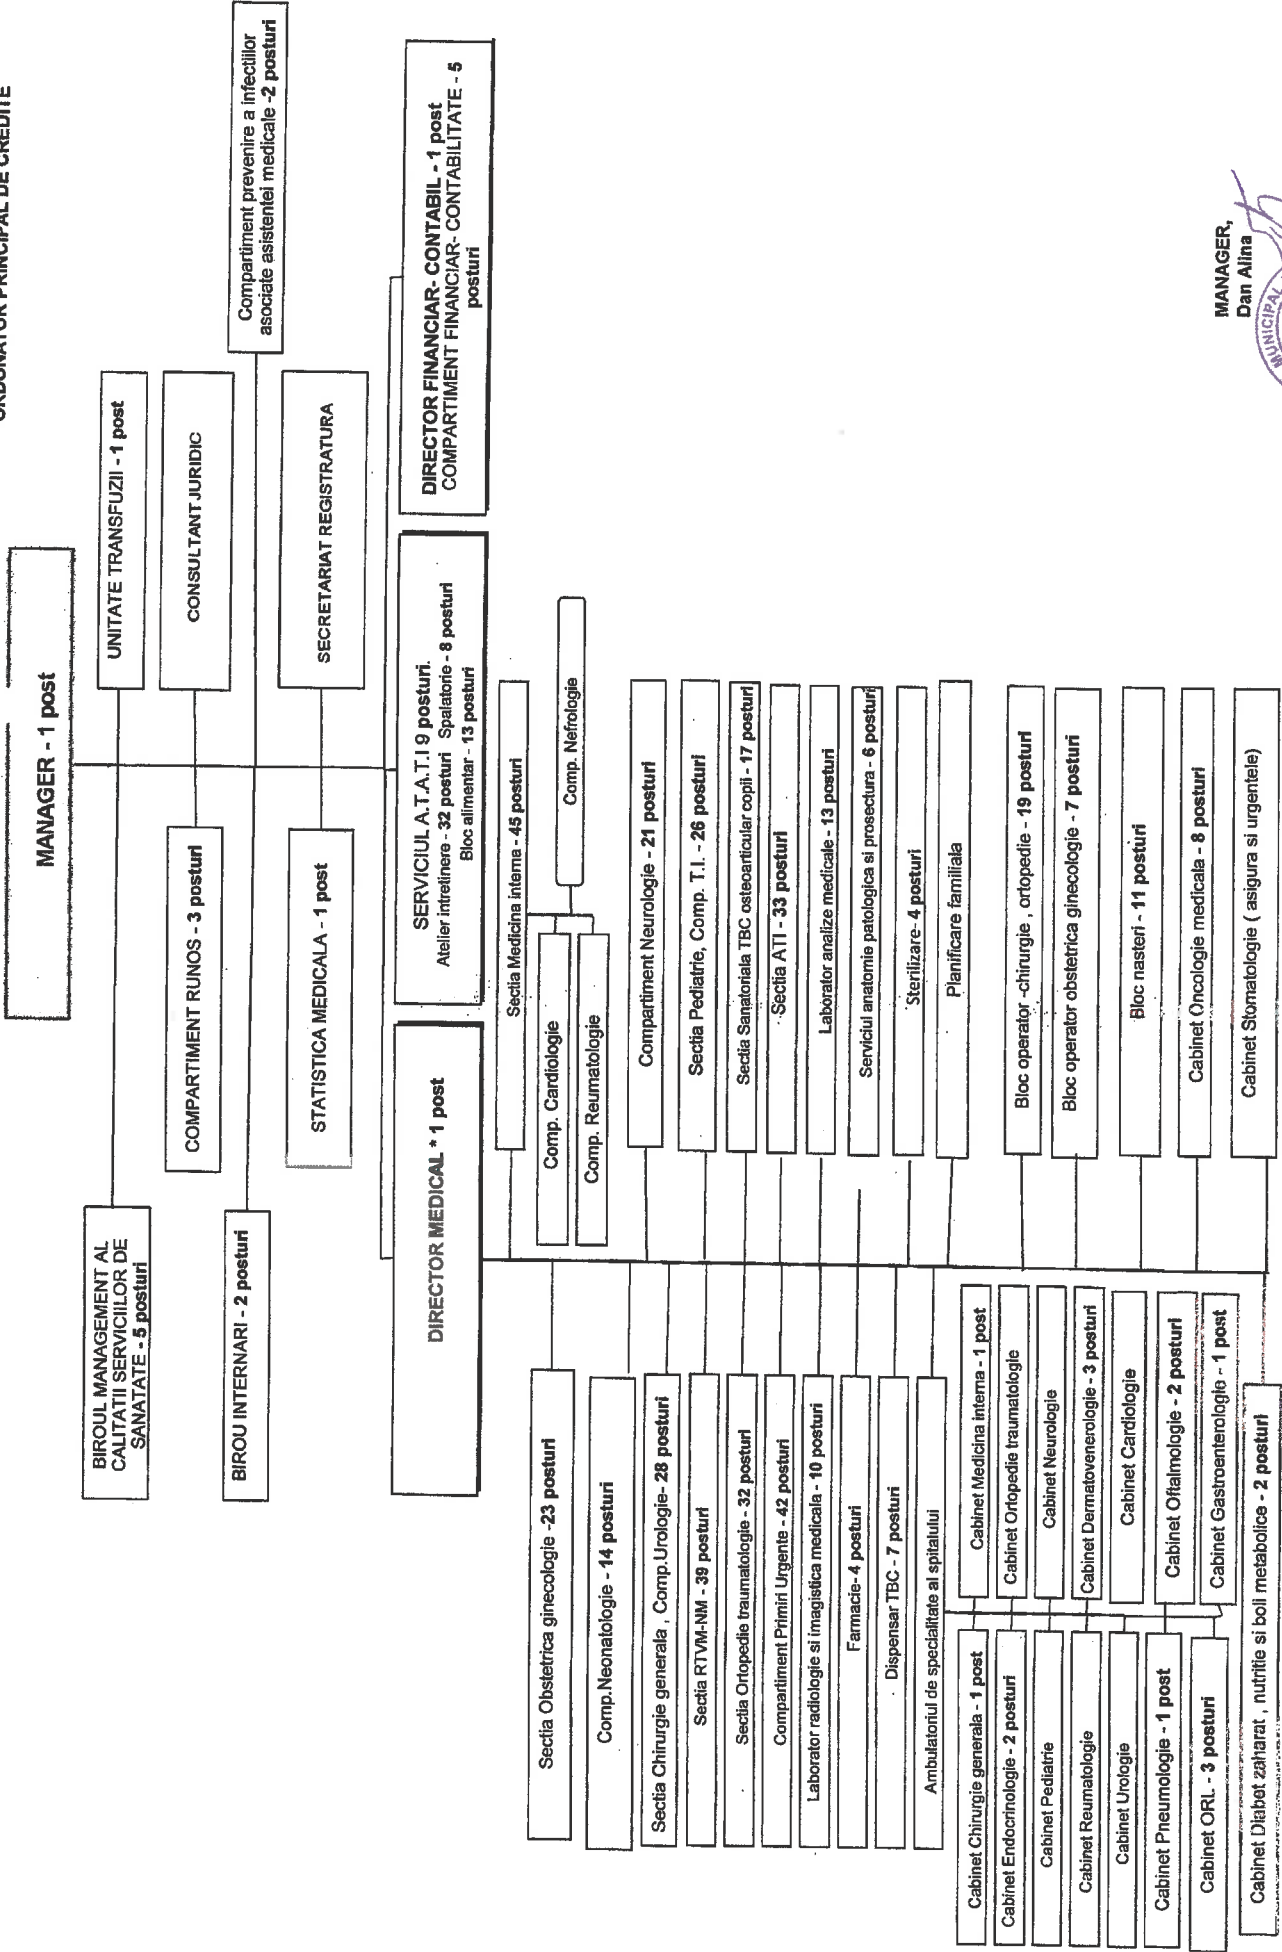 ORDONATOR PRINCIPAL DE CREDITE
MANAGER - 1 post
BIROUL MANAGEMENT AL
CALITATII SERVICIILOR DE
SANATATE - 5 posturi
UNITATE TRANSFUZII - 1 post
COMPARTIMENT RUNOS - 3 posturi
CONSULTANT JURIDIC
BIROU INTERNARI - 2 posturi
Compartiment prevenire a infectiilor
asociate asistentei medicale -2 posturi
STATISTICA MEDICALA - 1 post
SECRETARIAT REGISTRATURA
DIRECTOR MEDICAL * 1 post
SERVICIUL A.T.A.T.I 9 posturi.
Atelier intretinere - 32 posturi Spalatorie - 8 posturi
Bloc alimentar - 13 posturi
DIRECTOR FINANCIAR- CONTABIL - 1 post
COMPARTIMENT FINANCIAR- CONTABILITATE - 5
posturi
Sectia Medicina interna - 45 posturi
Comp. Cardiologie
Comp. Nefrologie
Comp. Reumatologie
Compartiment Neurologie - 21 posturi
Sectia Pediatrie, Comp. T.I. - 26 posturi
Sectia Sanatoriala TBC osteoarticular copii - 17 posturi
Sectia ATI - 33 posturi
Laborator analize medicale - 13 posturi
Serviciul anatomie patologica si prosectura - 6 posturi
Sterilizare- 4 posturi
Planificare familiala
Bloc operator -chirurgie , ortopedie - 19 posturi
Bloc operator obstetrica ginecologie - 7 posturi
Bloc nasteri - 11 posturi
Cabinet Oncologie medicala - 8 posturi
Cabinet Stomatologie ( asigura si urgentele)
Sectia Obstetrica ginecologie -23 posturi
Comp.Neonatologie - 14 posturi
Sectia Chirurgie generala , Comp.Urologie- 28 posturi
Sectia RTVM-NM - 39 posturi
Sectia Ortopedie traumatologie - 32 posturi
Compartiment Primiri Urgente - 42 posturi
Laborator radiologie si imagistica medicala - 10 posturi
Farmacie- 4 posturi
Dispensar TBC - 7 posturi
Ambulatoriul de specialitate al spitalului
Cabinet Chirurgie generala - 1 post
Cabinet Medicina interna - 1 post
Cabinet Endocrinologie - 2 posturi
Cabinet Ortopedie traumatologie
Cabinet Pediatrie
Cabinet Neurologie
Cabinet Reumatologie
Cabinet Dermatovenerologie - 3 posturi
Cabinet Urologie
Cabinet Cardiologie
Cabinet Pneumologie - 1 post
Cabinet Oftalmologie - 2 posturi
Cabinet ORL - 3 posturi
Cabinet Gastroenterologie - 1 post
Cabinet Diabet zaharat , nutritie si boli metabolice - 2 posturi
MANAGER,
Dan Alina
MUNICIPAL